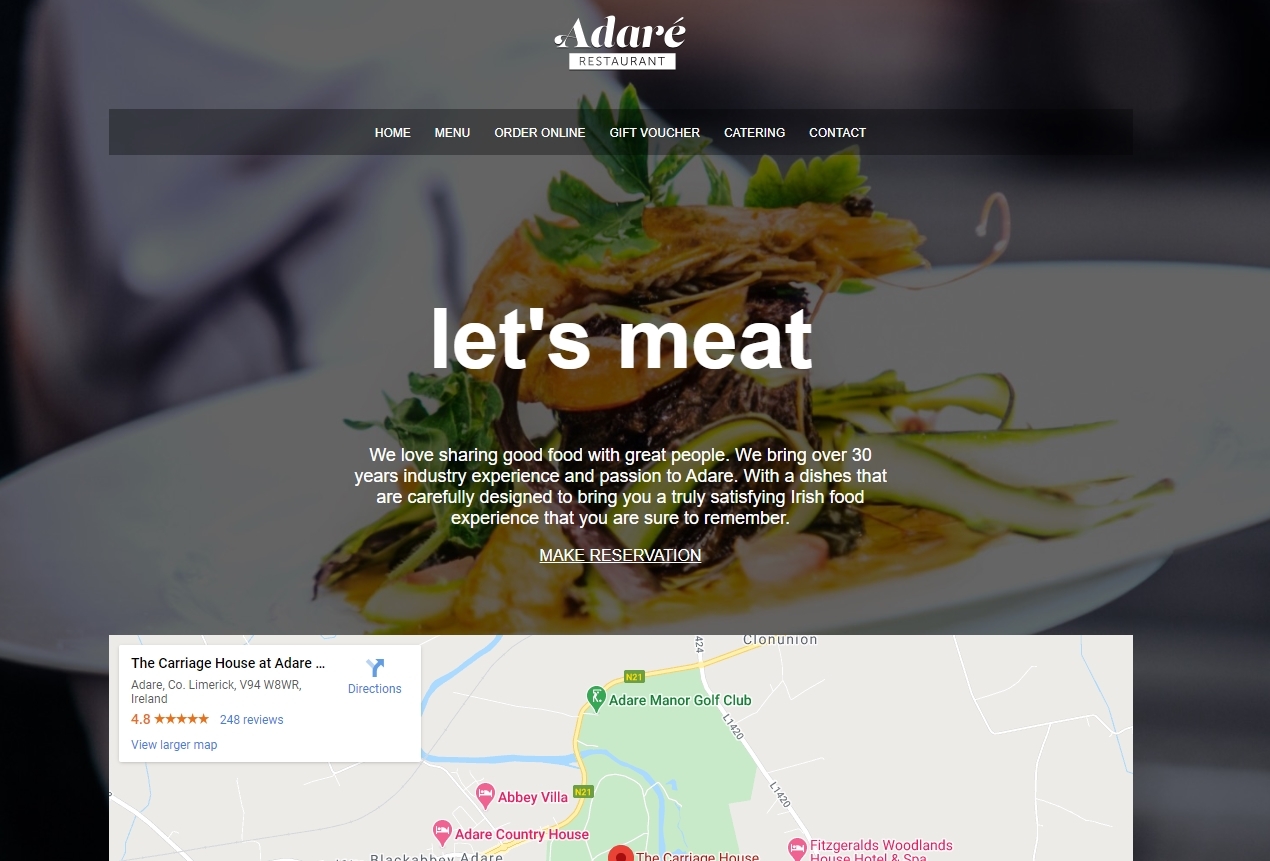 Adaré
RESTAURANT
HOME MENU ORDER ONLINE GIFT VOUCHER CATERING CONTACT
let's meat
We love sharing good food with great people. We bring over 30
years industry experience and passion to Adare. With a dishes that
are carefully designed to bring you a truly satisfying Irish food
experience that you are sure to remember.
MAKE RESERVATION
The Carriage House at Adare ...
Adare, Co. Limerick, V94 W8WR,
Ireland
4.8 248 reviews
View larger map
Directions
Clonunion
424
N21
Adare Manor Golf Club
L1420
L1420
Abbey Villa
N21
Adare Country House
Blackabbey Adare
The Carriage House
Fitzgeralds Woodlands
House Hotel & Spa